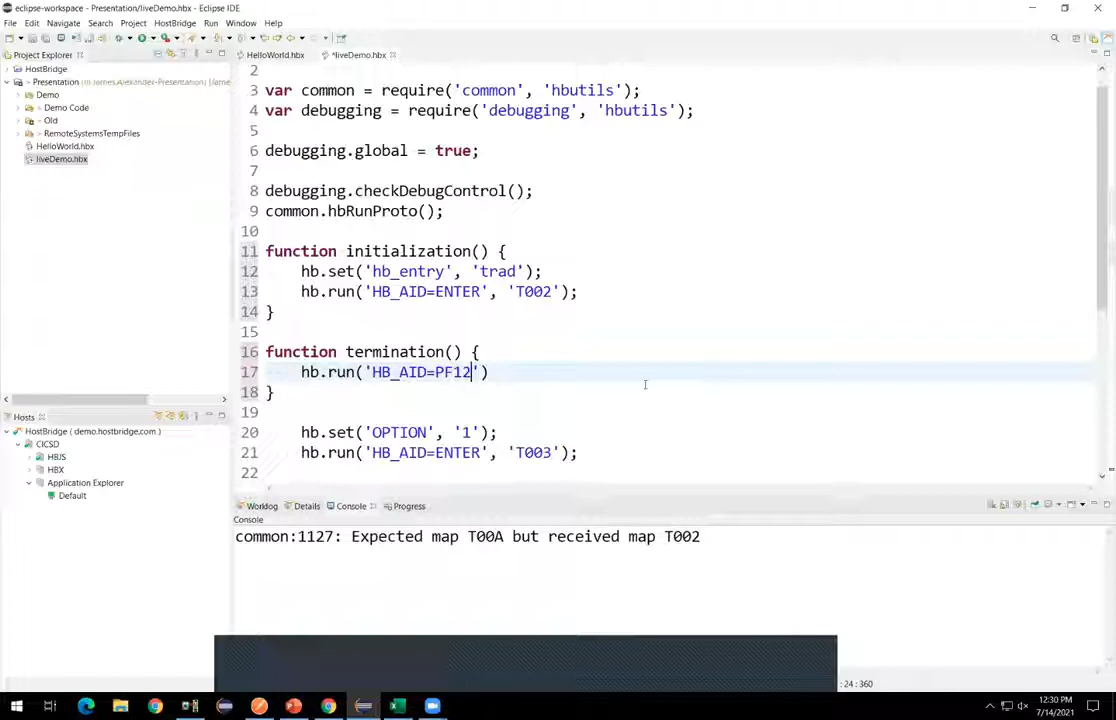 eclipse-workspace - Presentation/liveDemo.hbx - Eclipse IDE
File Edit Navigate Search Project HostBridge Run Window Help
Project Explorer
HelloWorld.hbx
*liveDemo.hbx
HostBridge
Presentation
Demo
Demo Code
Old
RemoteSystemsTempFiles
HelloWorld.hbx
liveDemo.hbx
2
3 var common = require('common', 'hbutils');
4 var debugging = require('debugging', 'hbutils');
5
6 debugging.global = true;
7
8 debugging.checkDebugControl();
9 common.hbRunProto();
10
11 function initialization() {
12 hb.set('hb_entry', 'trad');
13 hb.run('HB_AID=ENTER', 'T002');
14 }
15
16 function termination() {
17 hb.run('HB_AID=PF12')
18 }
19
20 hb.set('OPTION', '1');
21 hb.run('HB_AID=ENTER', 'T003');
22
Hosts
HostBridge ( demo.hostbridge.com )
CICSD
HBJS
HBX
Application Explorer
Default
Worklog Details Console Progress
Console
common:1127: Expected map T00A but received map T002
: 24 : 360
12:30 PM
7/14/2021